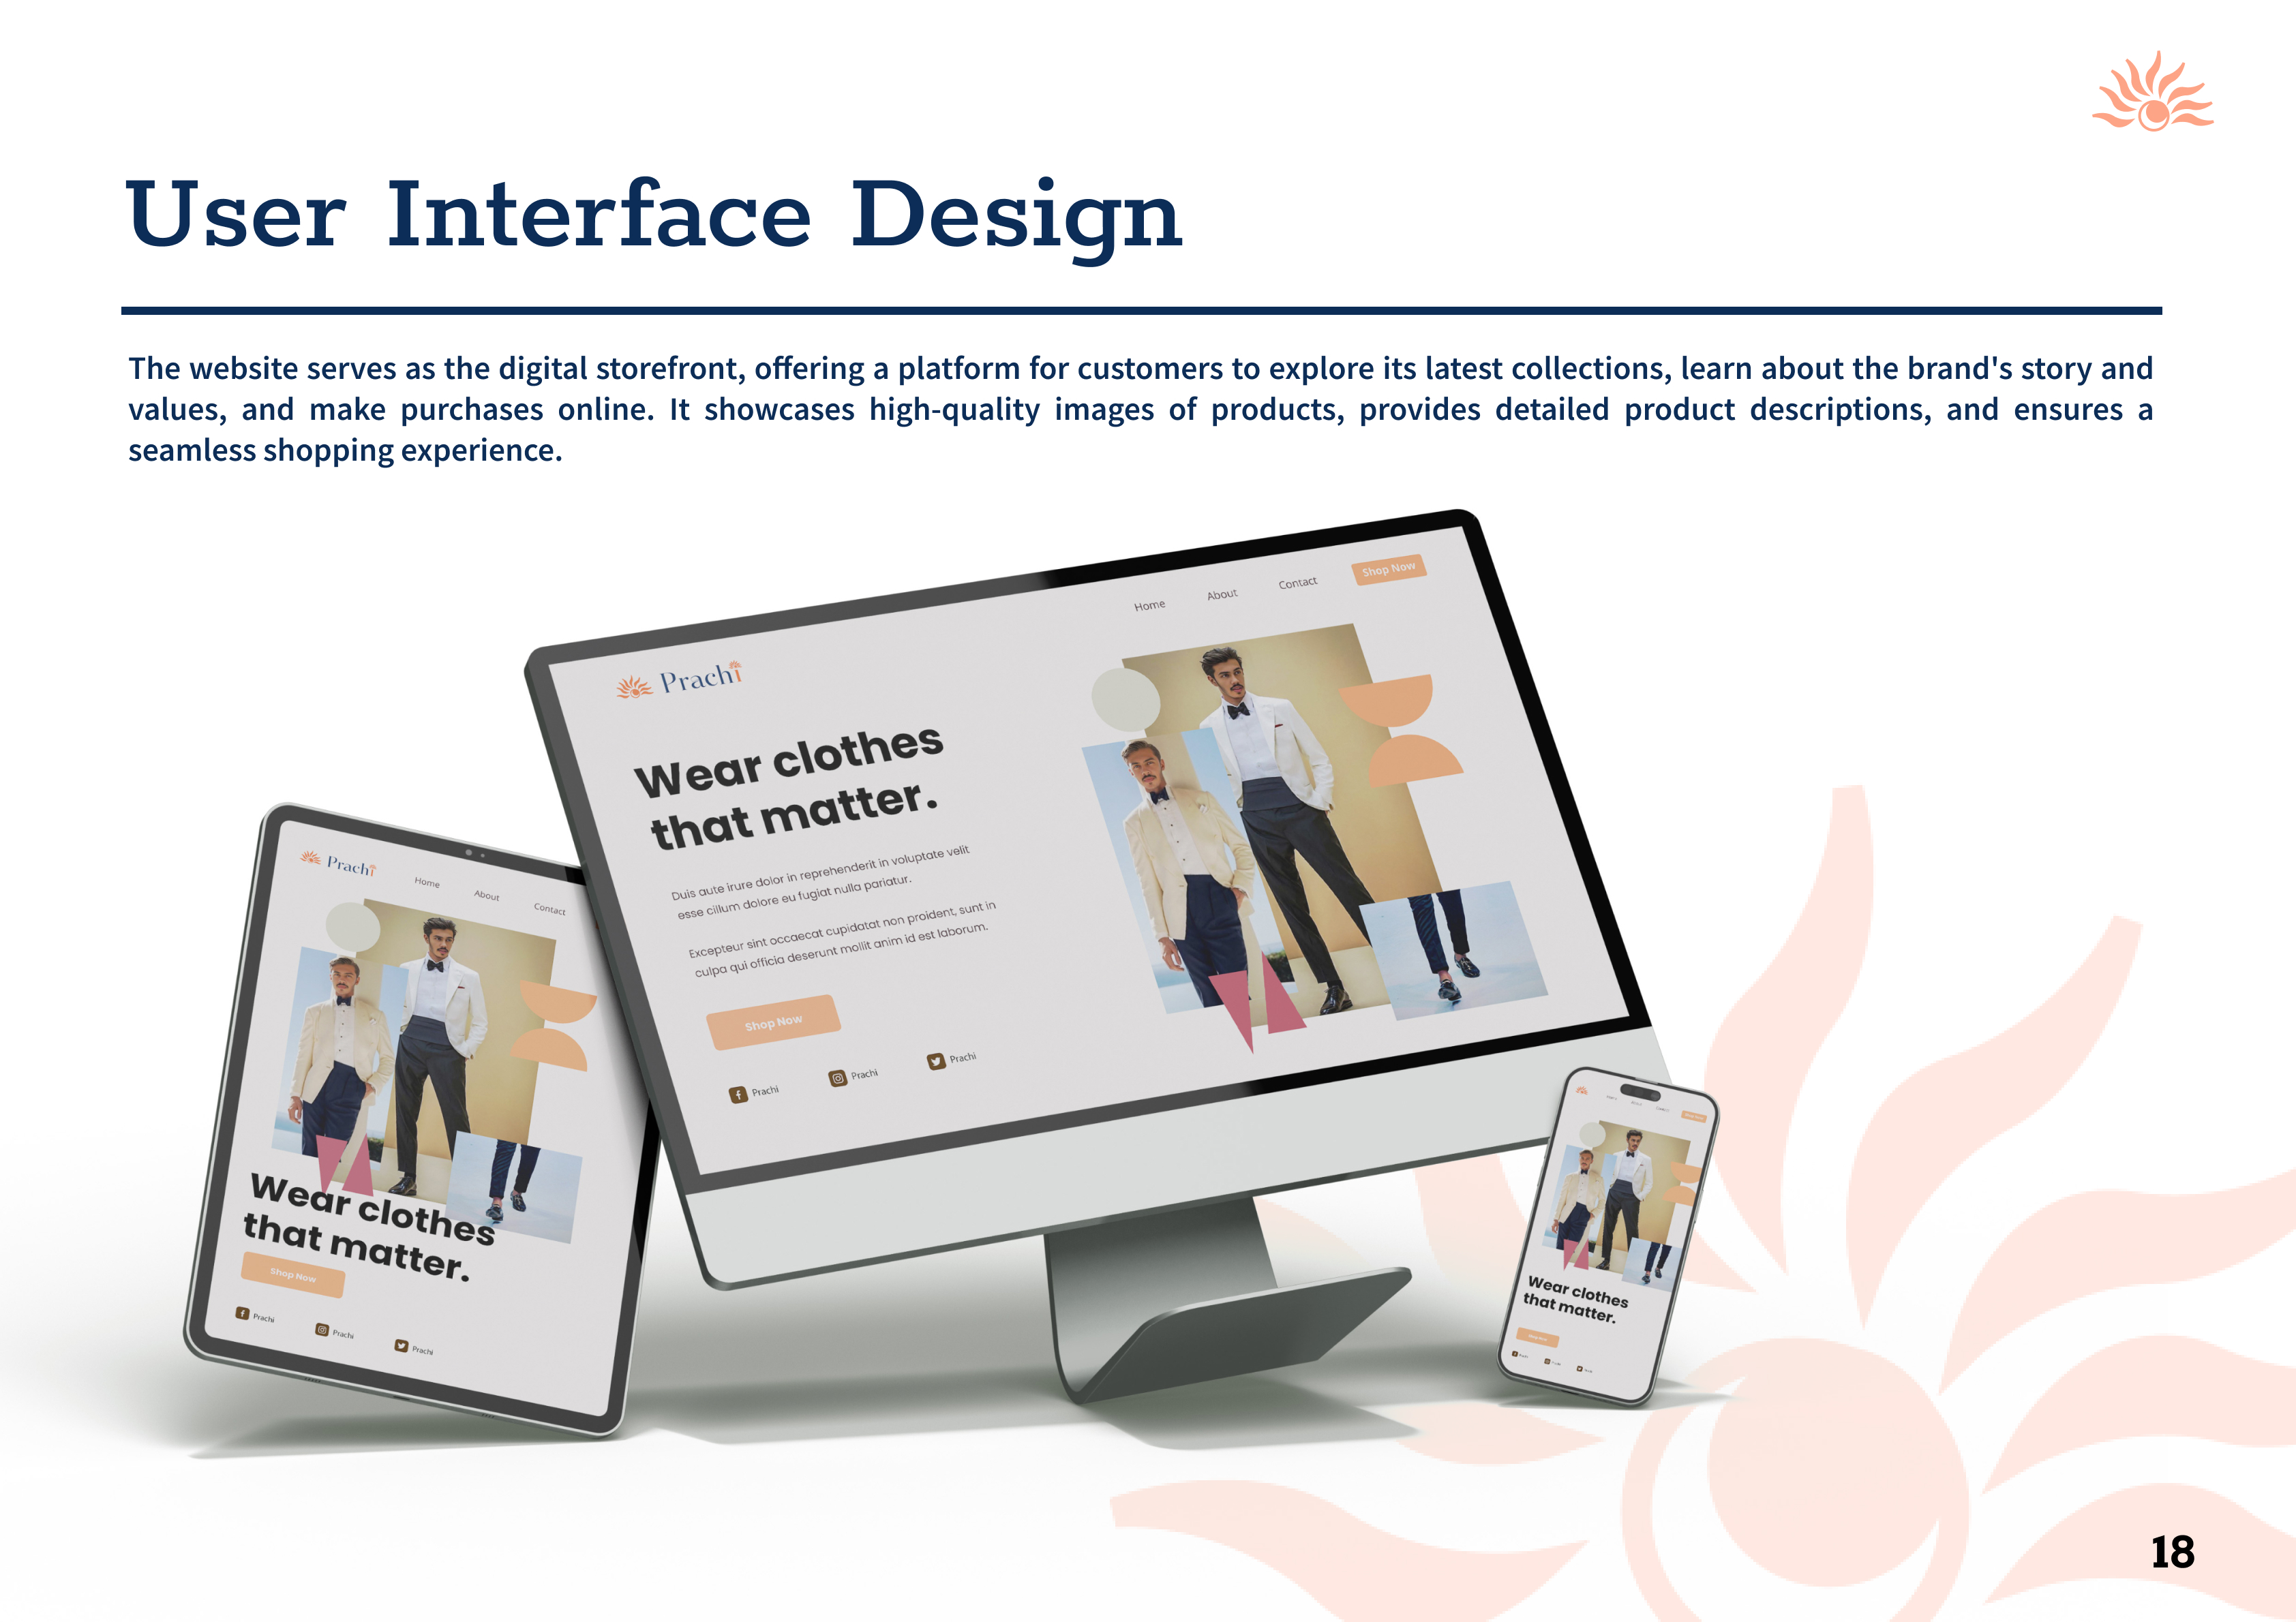 User Interface Design
The website serves as the digital storefront, offering a platform for customers to explore its latest collections, learn about the brand's story and
values, and make purchases online. It showcases high-quality images of products, provides detailed product descriptions, and ensures a
seamless shopping experience.
Home About Contact Shop Now
Prachi
Wear clothes
that matter.
Duis aute irure dolor in reprehenderit in voluptate velit
esse cillum dolore eu fugiat nulla pariatur.
Excepteur sint occaecat cupidatat non proident, sunt in
culpa qui officia deserunt mollit anim id est laborum.
Shop Now
Prachi Prachi Prachi
Prachi Home About Contact
Wear clothes
that matter.
Shop Now
Prachi Prachi Prachi
Wear clothes
that matter.
18